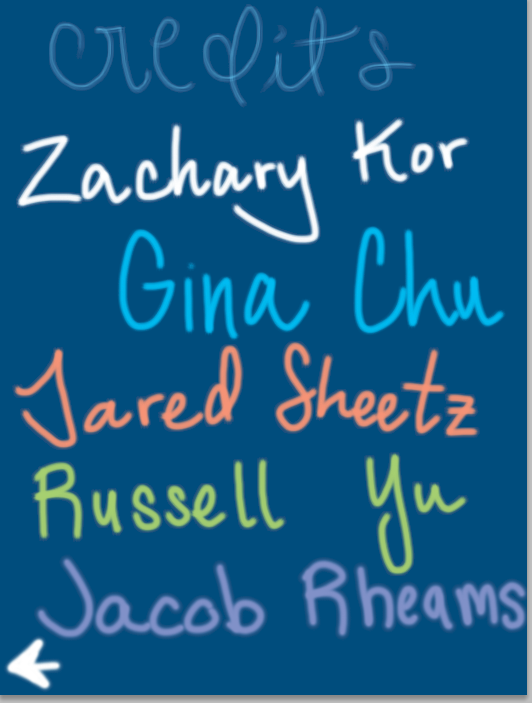 credits
Zachary Kor
Gina Chu
Jared Sheetz
Russell Yu
Jacob Rheams